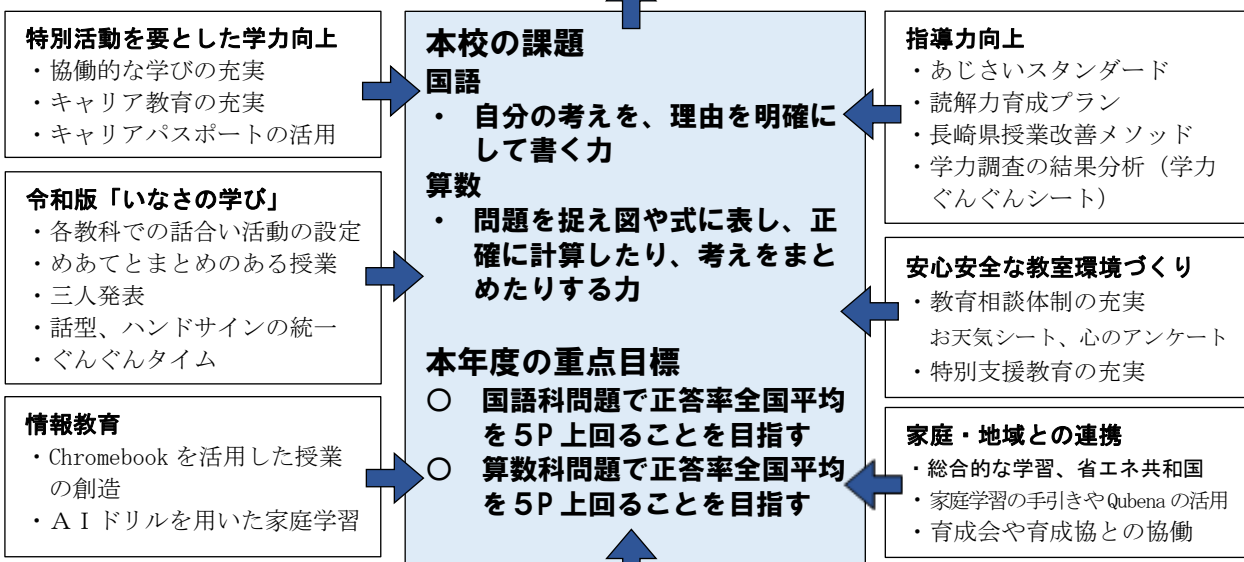 特別活動を要とした学力向上
・協働的な学びの充実
・キャリア教育の充実
・キャリアパスポートの活用
令和版「いなさの学び」
・各教科での話合い活動の設定
・めあてとまとめのある授業
・三人発表
・話型、ハンドサインの統一
・ぐんぐんタイム
情報教育
・Chromebook を活用した授業
の創造
・ＡＩドリルを用いた家庭学習
本校の課題
国語
・ 自分の考えを、理由を明確に
して書く力
算数
・ 問題を捉え図や式に表し、正
確に計算したり、考えをまと
めたりする力
本年度の重点目標
○ 国語科問題で正答率全国平均
を５P 上回ることを目指す
○ 算数科問題で正答率全国平均
を５P 上回ることを目指す
指導力向上
・あじさいスタンダード
・読解力育成プラン
・長崎県授業改善メソッド
・学力調査の結果分析（学力
ぐんぐんシート）
安心安全な教室環境づくり
・教育相談体制の充実
お天気シート、心のアンケート
・特別支援教育の充実
家庭・地域との連携
・総合的な学習、省エネ共和国
・家庭学習の手引きや Qubena の活用
・育成会や育成協との協働